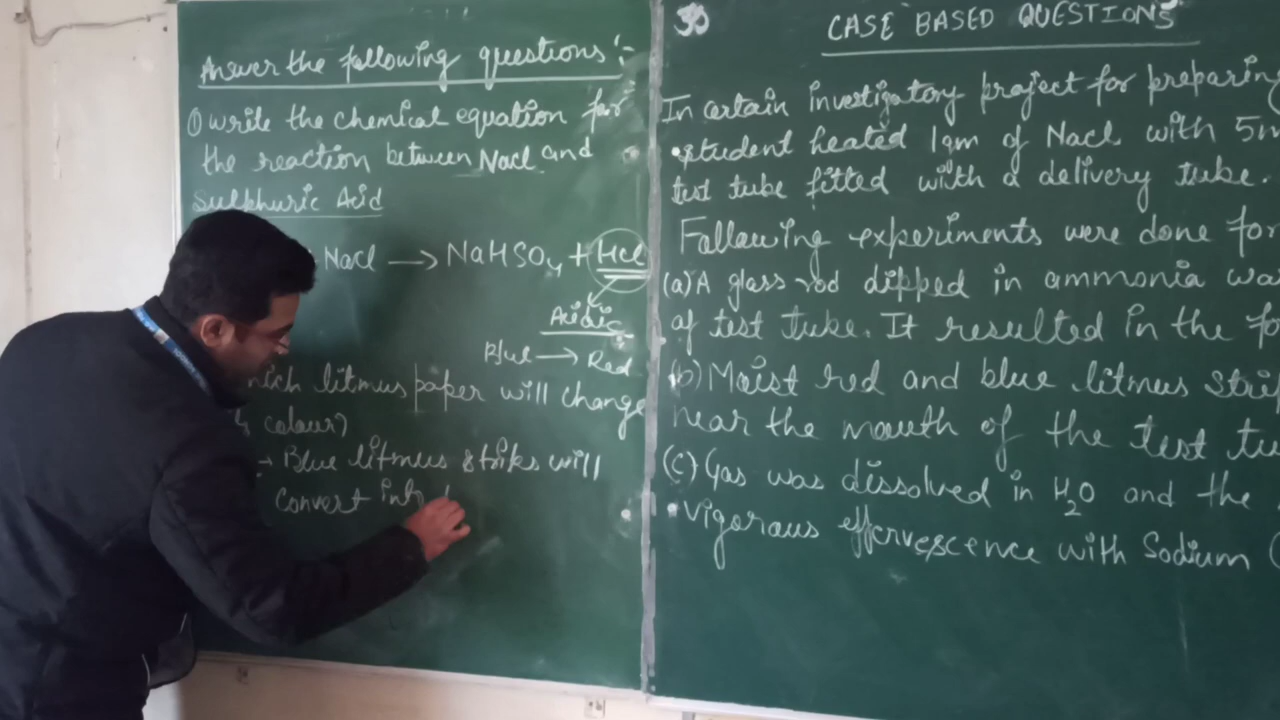 Answer the following questions :-
① write the chemical equation for
the reaction between Nacl and
Sulphuric Acid
Nacl → NaHSO4 + Hcl
Acidic
Blue → Red
litmus paper will change
colour?
→ Blue litmus striks will
Convert into
ॐ
CASE BASED QUESTIONS
In certain investigatory project for preparing
student heated 1gm of Nacl with 5m
test tube fitted with a delivery tube.
Following experiments were done for
(a) A glass rod dipped in ammonia was
of test tube. It resulted in the fo
(b) Moist red and blue litmus strip
near the mouth of the test tu
(c) Gas was dissolved in H2O and the
vigorous effervescence with Sodium (